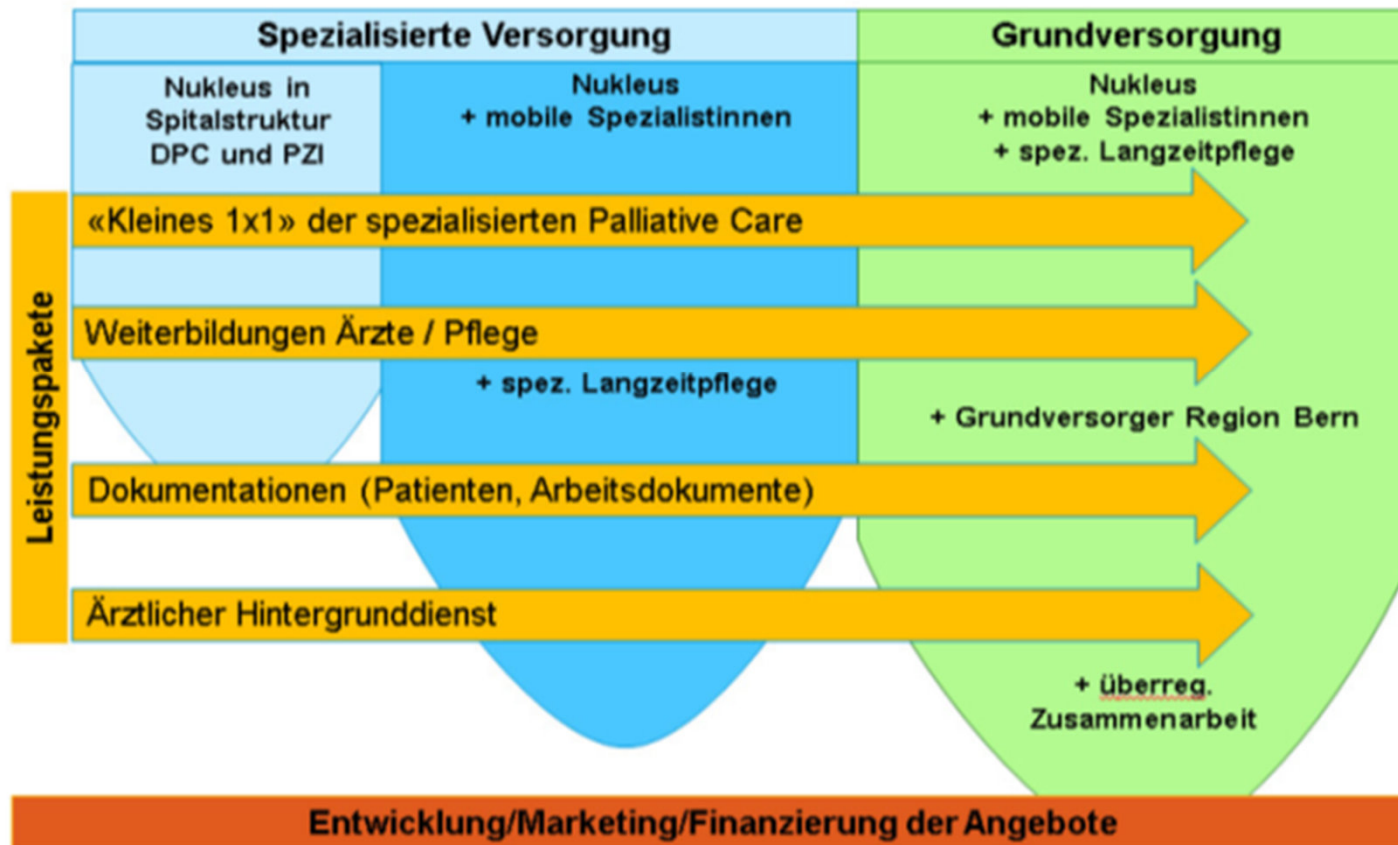 Spezialisierte Versorgung
Grundversorgung
Nukleus in
Spitalstruktur
DPC und PZI
Nukleus
+ mobile Spezialistinnen
Nukleus
+ mobile Spezialistinnen
+ spez. Langzeitpflege
Leistungspakete
«Kleines 1x1» der spezialisierten Palliative Care
Weiterbildungen Ärzte / Pflege
+ spez. Langzeitpflege
+ Grundversorger Region Bern
Dokumentationen (Patienten, Arbeitsdokumente)
Ärztlicher Hintergrunddienst
+ überreg.
Zusammenarbeit
Entwicklung/Marketing/Finanzierung der Angebote